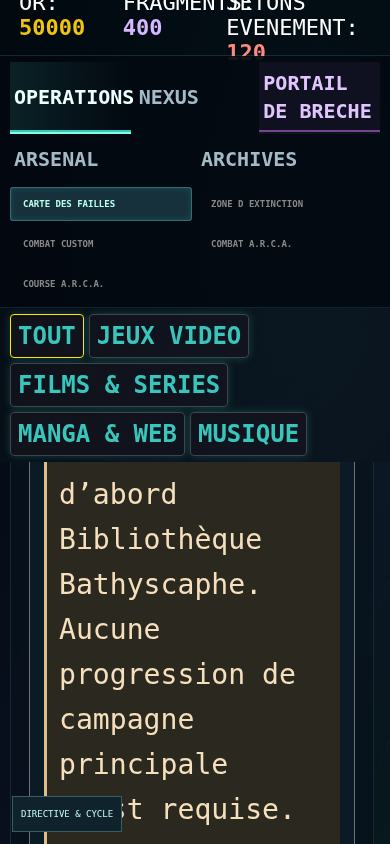 OR:
50000
400
EVENEMENT:
120
OPERATIONS
NEXUS
PORTAIL
DE BRECHE
ARSENAL
ARCHIVES
CARTE DES FAILLES
ZONE D EXTINCTION
COMBAT CUSTOM
COMBAT A.R.C.A.
COURSE A.R.C.A.
TOUT
JEUX VIDEO
FILMS & SERIES
MANGA & WEB
MUSIQUE
d’abord
Bibliothèque
Bathyscaphe.
Aucune
progression de
campagne
principale
requise.
DIRECTIVE & CYCLE